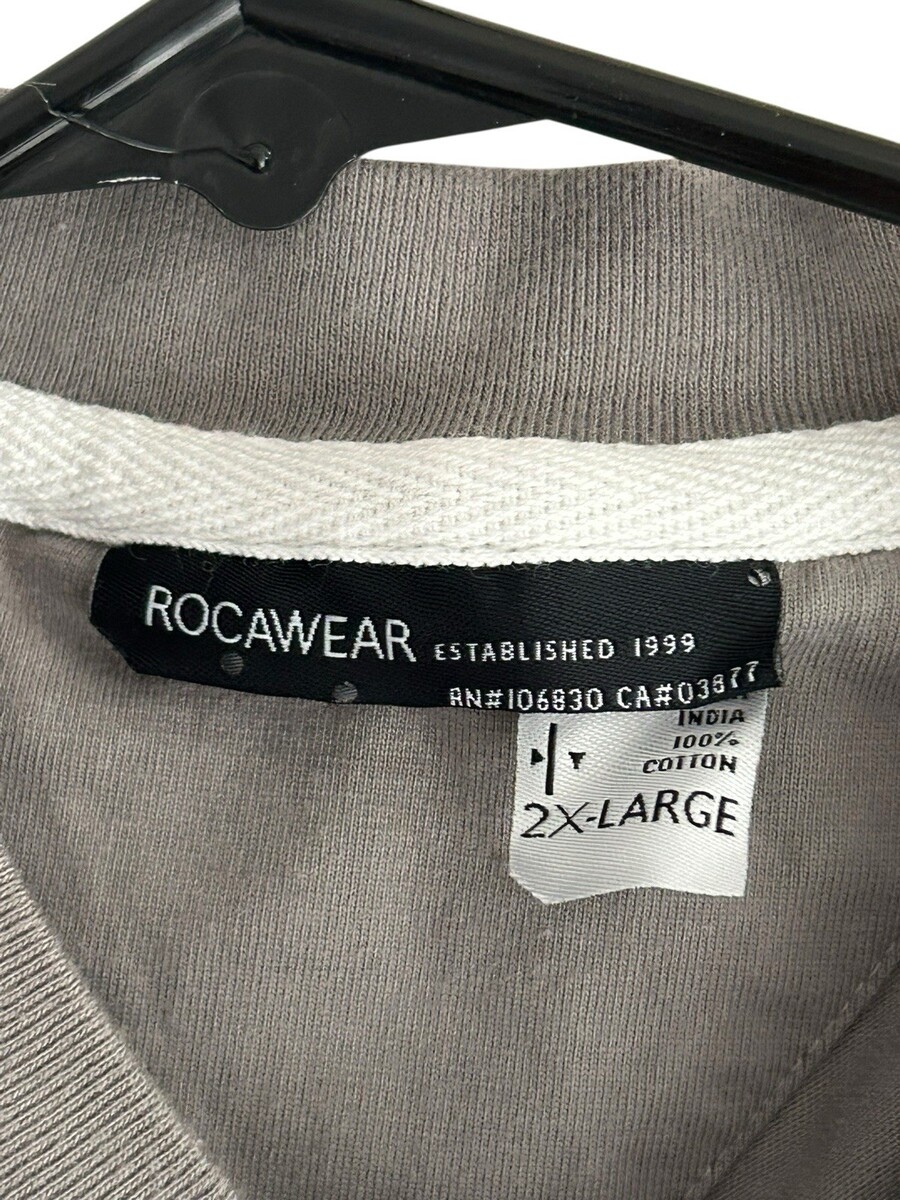 ROCAWEAR ESTABLISHED 1999
RN#106830 CA#03877
INDIA
100%
COTTON
2X-LARGE